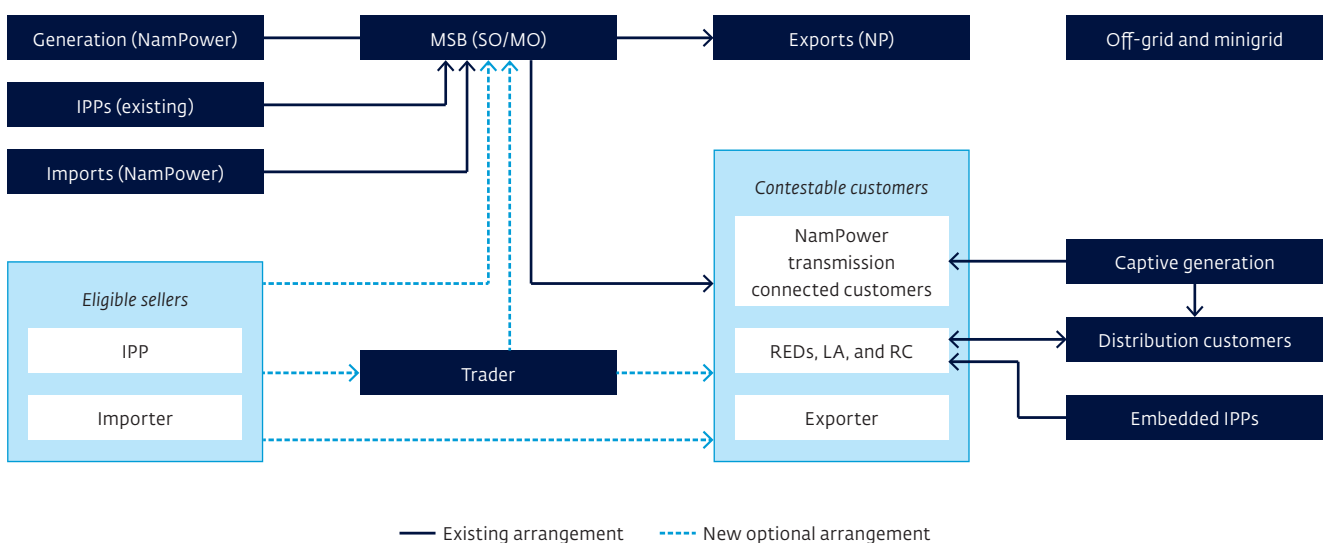 Generation (NamPower)
MSB (SO/MO)
Exports (NP)
Off-grid and minigrid
IPPs (existing)
Imports (NamPower)
Contestable customers
NamPower
transmission
connected customers
Captive generation
Eligible sellers
IPP
Trader
REDs, LA, and RC
Distribution customers
Importer
Exporter
Embedded IPPs
Existing arrangement
New optional arrangement